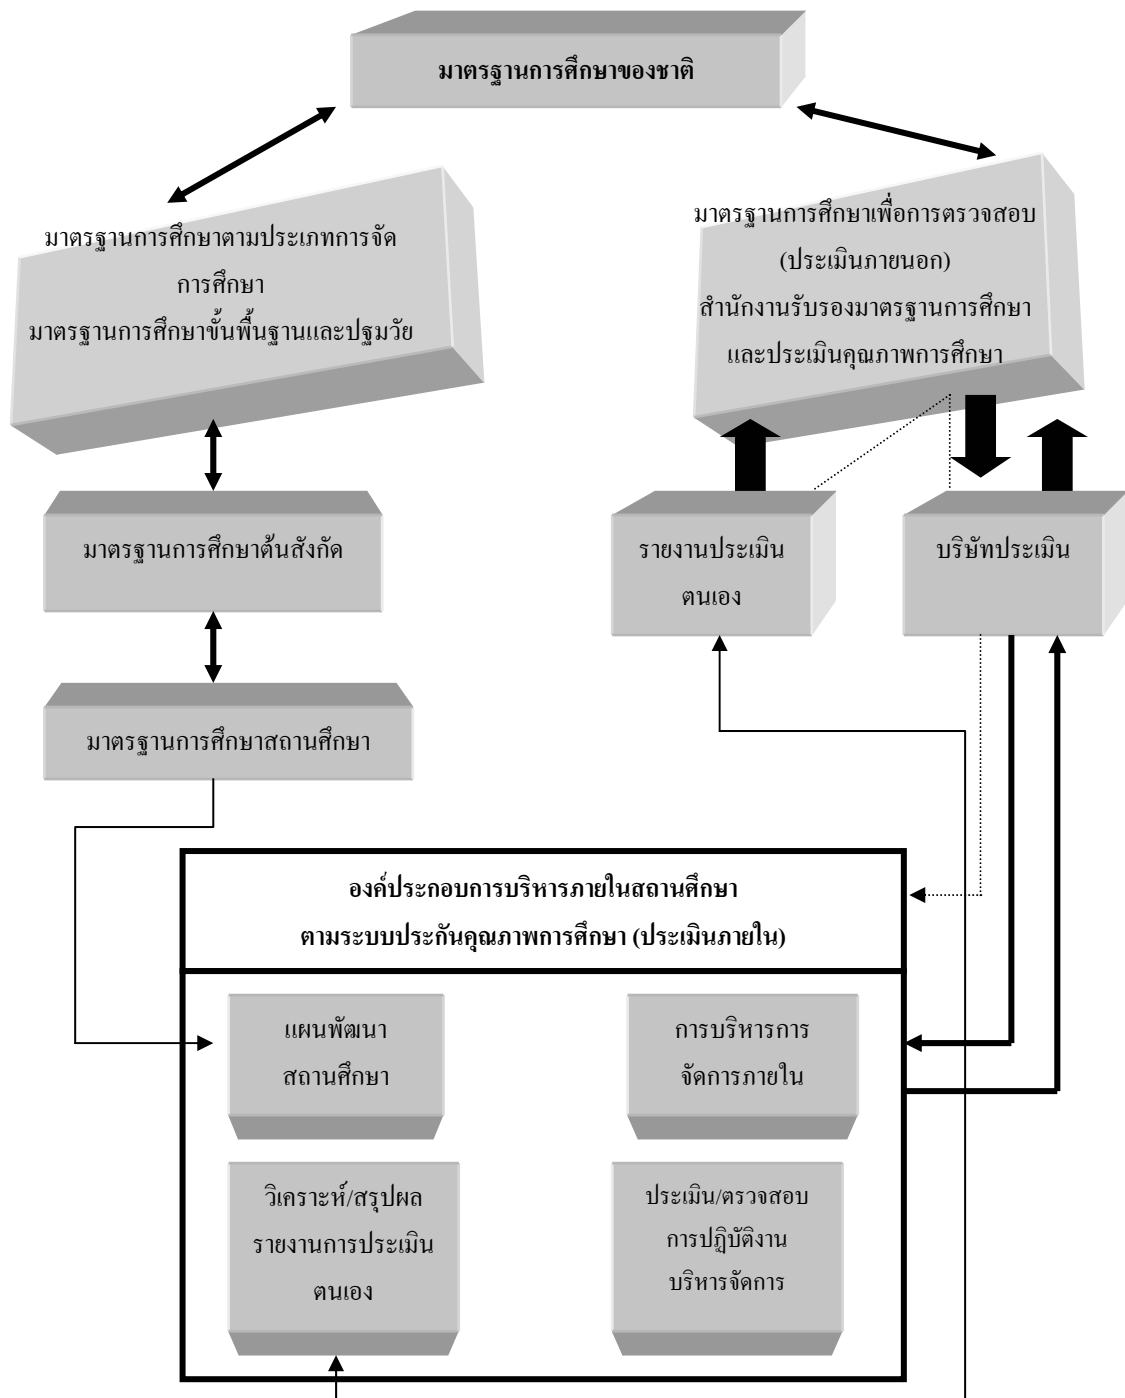 มาตรฐานการศึกษาของชาติ
มาตรฐานการศึกษาตามประเภทการจัด
การศึกษา
มาตรฐานการศึกษาขั้นพื้นฐานและปฐมวัย
มาตรฐานการศึกษาเพื่อการตรวจสอบ
(ประเมินภายนอก)
สำนักงานรับรองมาตรฐานการศึกษา
และประเมินคุณภาพการศึกษา
มาตรฐานการศึกษาต้นสังกัด
รายงานประเมิน
ตนเอง
บริษัทประเมิน
มาตรฐานการศึกษาสถานศึกษา
องค์ประกอบการบริหารภายในสถานศึกษา
ตามระบบประกันคุณภาพการศึกษา (ประเมินภายใน)
แผนพัฒนา
สถานศึกษา
การบริหารการ
จัดการภายใน
วิเคราะห์/สรุปผล
รายงานการประเมิน
ตนเอง
ประเมิน/ตรวจสอบ
การปฏิบัติงาน
บริหารจัดการ